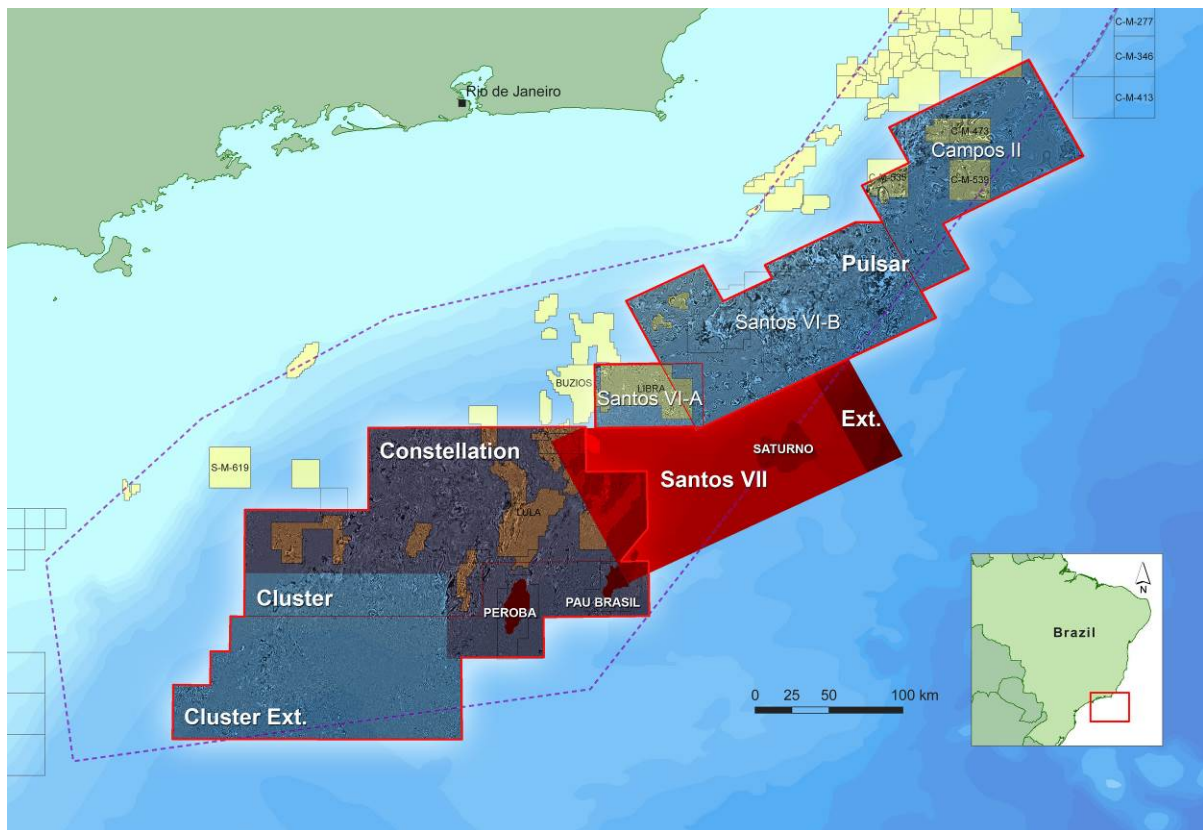 C-M-277
C-M-346
C-M-413
Rio de Janeiro
C-M-473
Campos II
C-M-535
C-M-539
Pulsar
Santos VI-B
BUZIOS
LIBRA
Santos VI-A
Ext.
Constellation
SATURNO
S-M-619
Santos VII
LULA
Cluster
PEROBA
PAU BRASIL
N
Brazil
0 25 50 100 km
Cluster Ext.